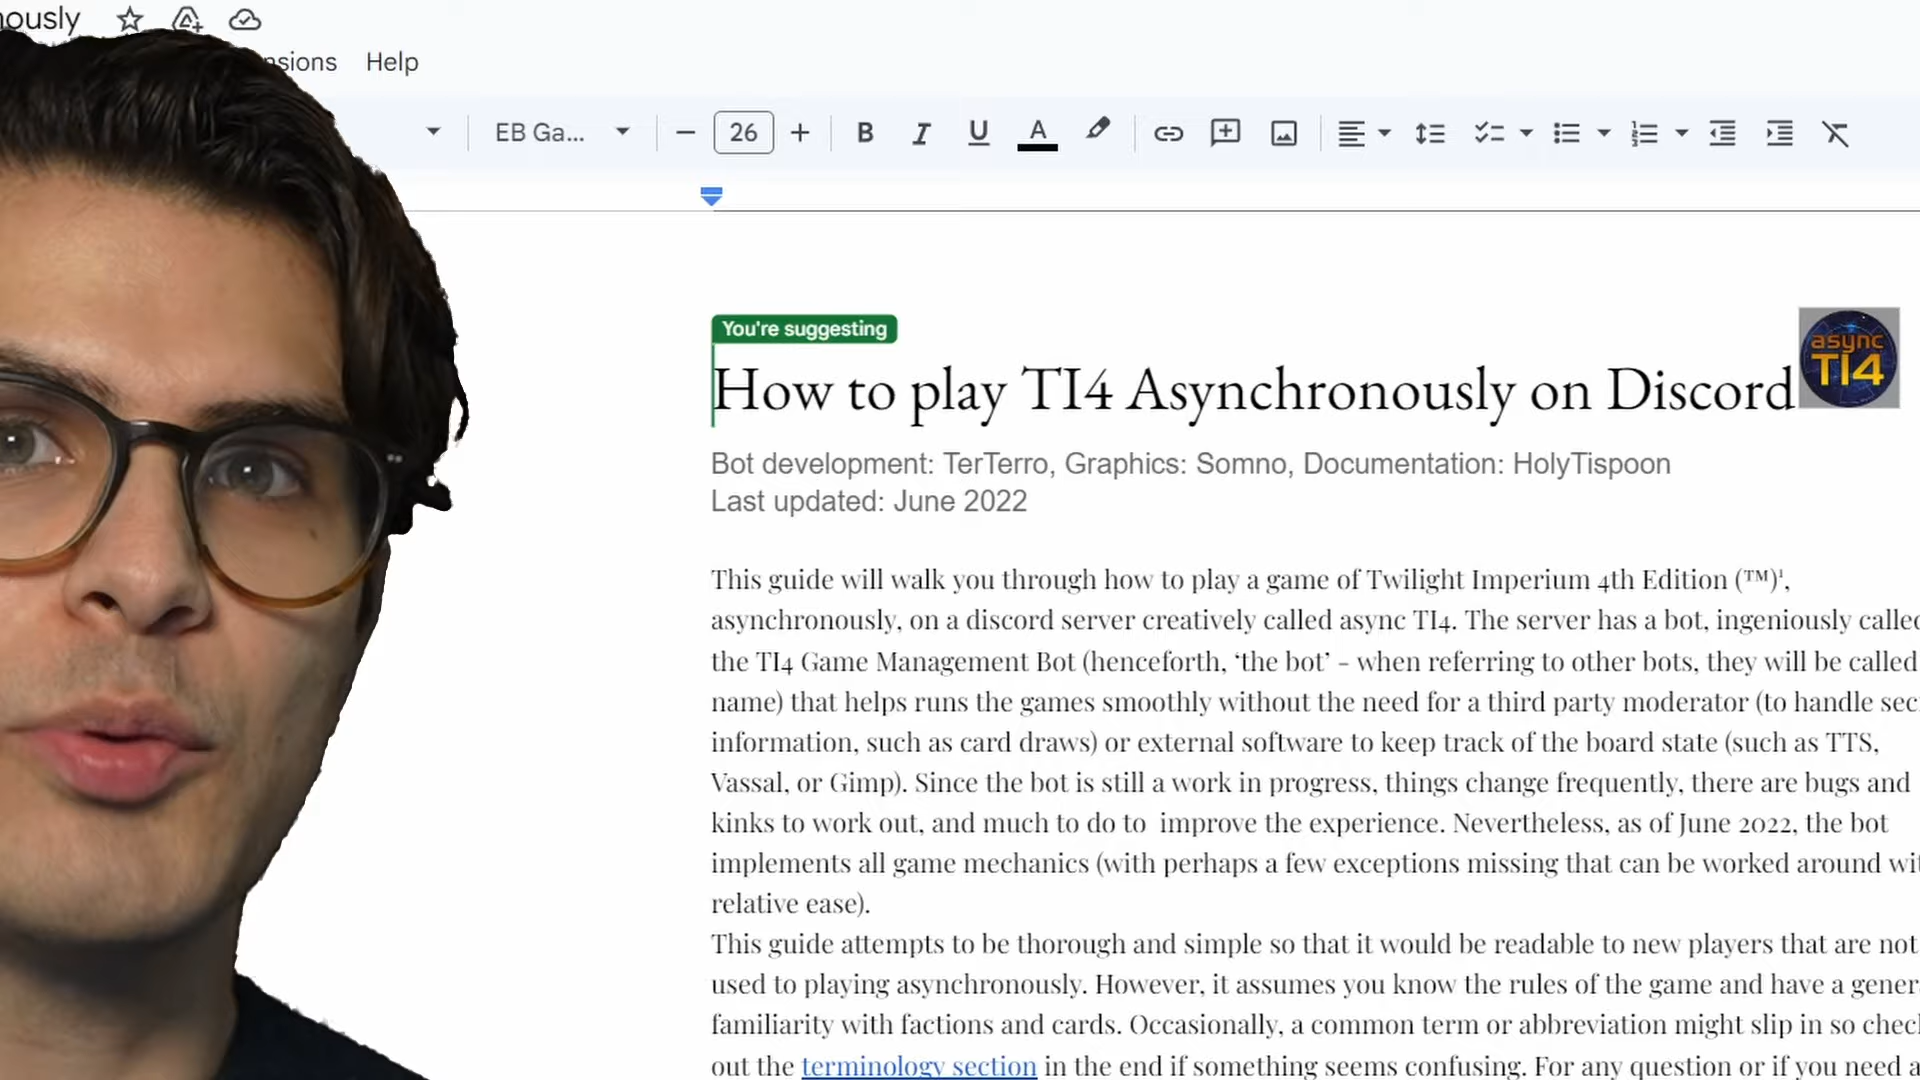 nously
nsions Help
EB Ga... 26 B I U A
You're suggesting
How to play TI4 Asynchronously on Discord
async
TI4
Bot development: TerTerro, Graphics: Somno, Documentation: HolyTispoon
Last updated: June 2022
This guide will walk you through how to play a game of Twilight Imperium 4th Edition (™)¹,
asynchronously, on a discord server creatively called async TI4. The server has a bot, ingeniously called
the TI4 Game Management Bot (henceforth, ‘the bot’ - when referring to other bots, they will be called
name) that helps runs the games smoothly without the need for a third party moderator (to handle sec
information, such as card draws) or external software to keep track of the board state (such as TTS,
Vassal, or Gimp). Since the bot is still a work in progress, things change frequently, there are bugs and
kinks to work out, and much to do to improve the experience. Nevertheless, as of June 2022, the bot
implements all game mechanics (with perhaps a few exceptions missing that can be worked around wi
relative ease).
This guide attempts to be thorough and simple so that it would be readable to new players that are not
used to playing asynchronously. However, it assumes you know the rules of the game and have a gener
familiarity with factions and cards. Occasionally, a common term or abbreviation might slip in so chec
out the terminology section in the end if something seems confusing. For any question or if you need a